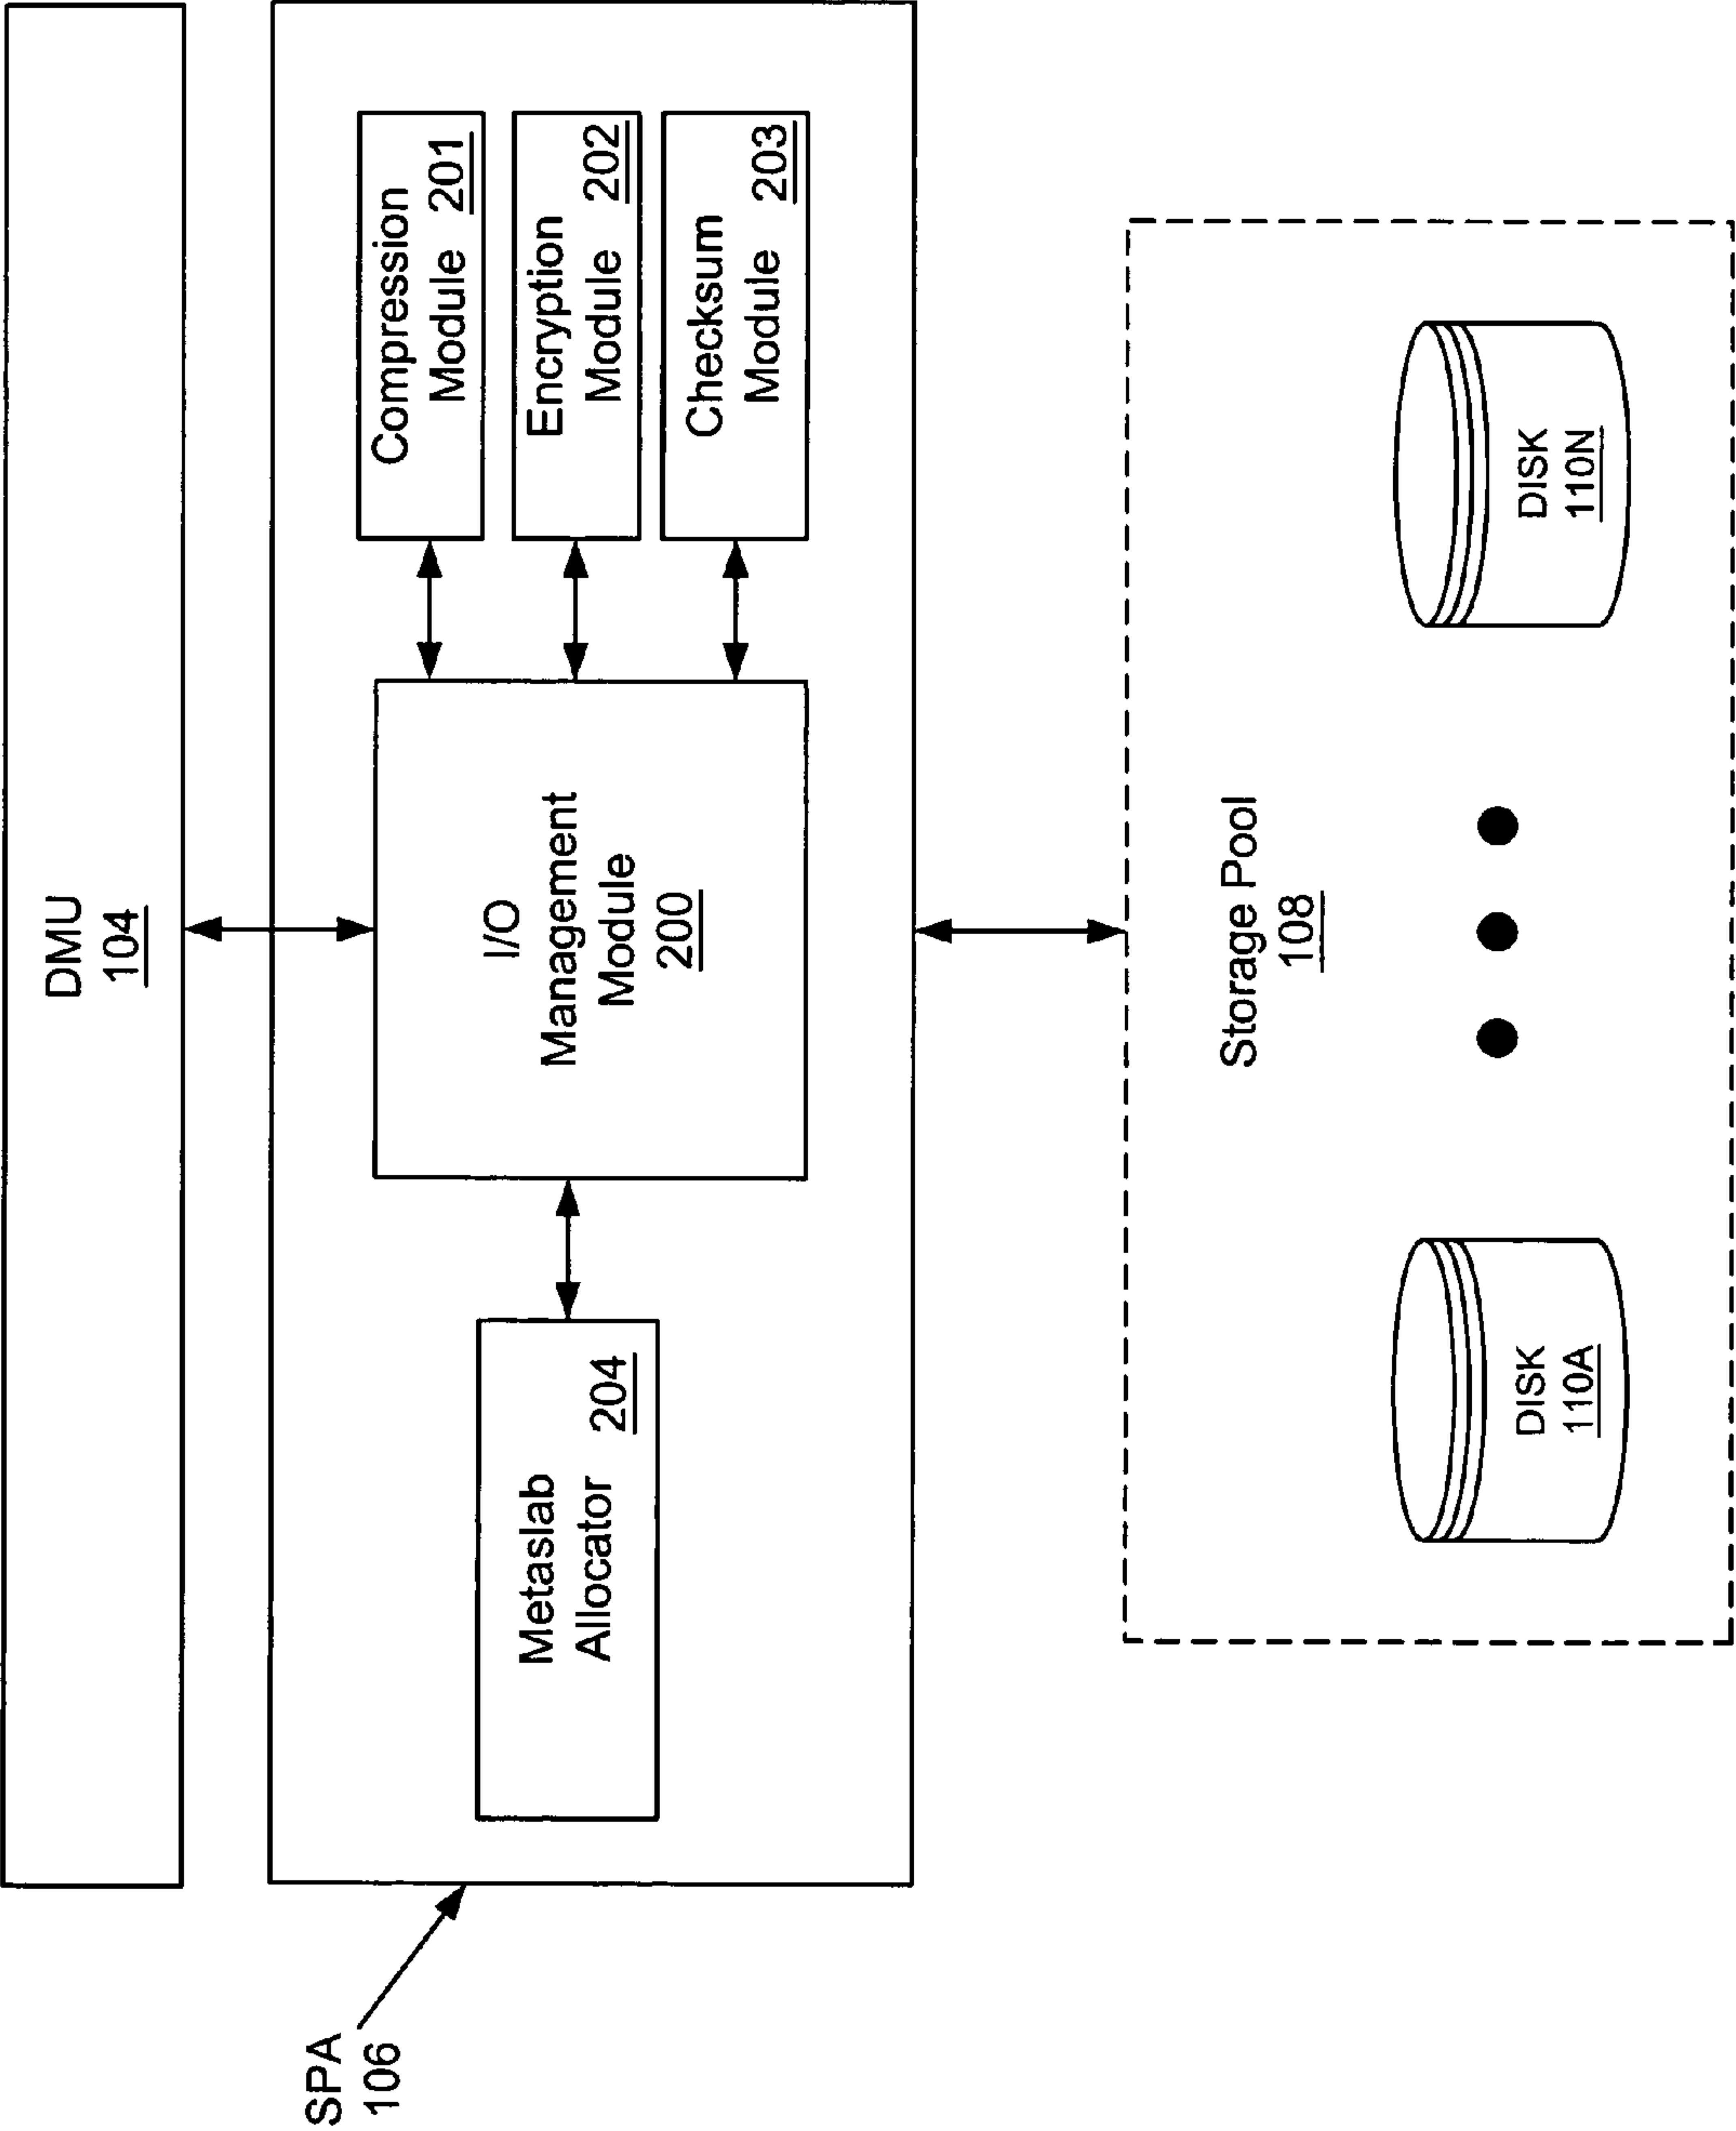 DMU
104
SPA
106
Metaslab
Allocator 204
I/O
Management
Module
200
Compression
Module 201
Encryption
Module 202
Checksum
Module 203
Storage Pool
108
DISK
110A
DISK
110N